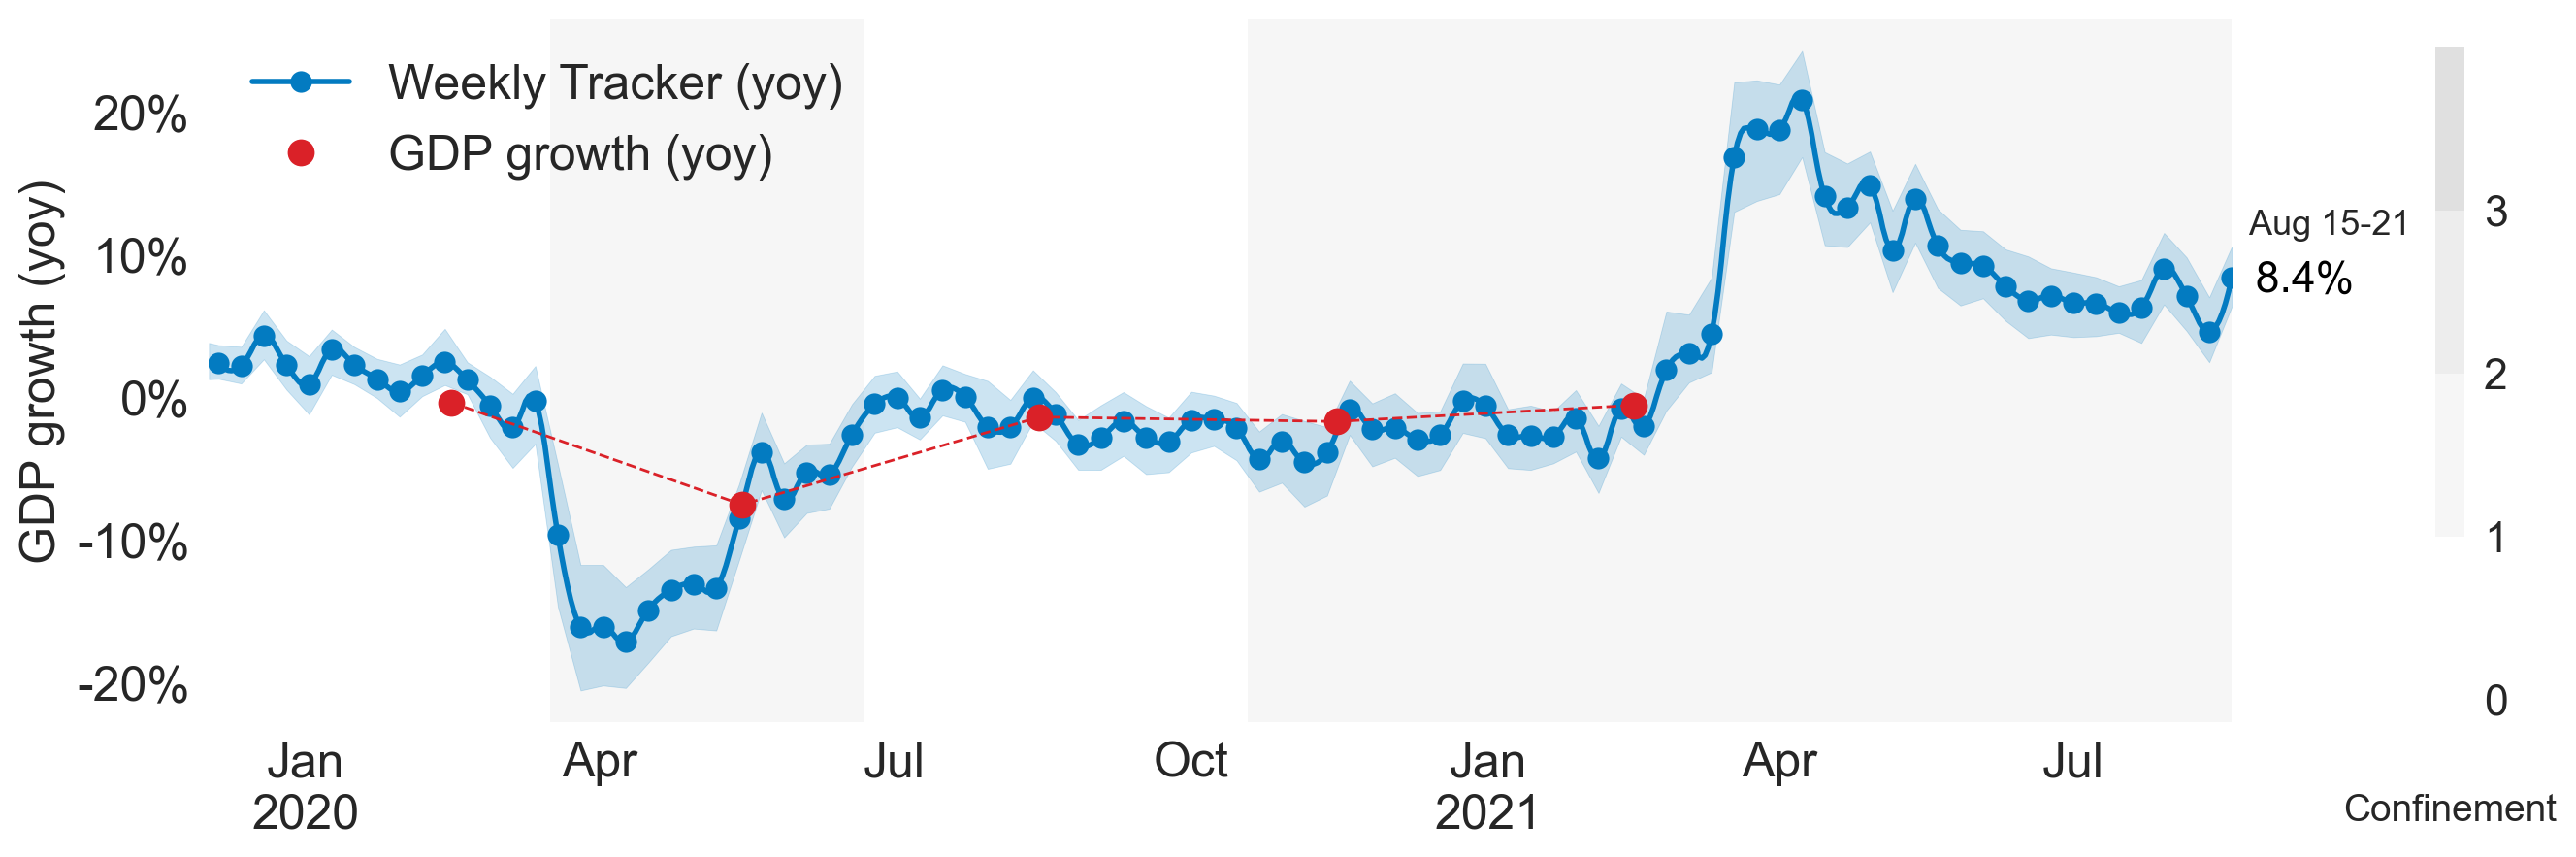 Weekly Tracker (yoy)
GDP growth (yoy)
GDP growth (yoy)
20%
10%
0%
-10%
-20%
Jan
2020
Apr
Jul
Oct
Jan
2021
Apr
Jul
Aug 15-21
8.4%
3
2
1
0
Confinement